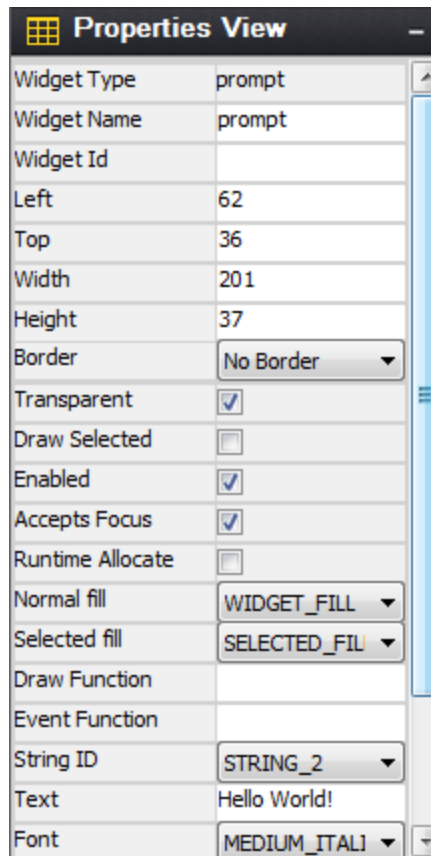 Properties View
Widget Type prompt
Widget Name prompt
Widget Id
Left 62
Top 36
Width 201
Height 37
Border No Border
Transparent
Draw Selected
Enabled
Accepts Focus
Runtime Allocate
Normal fill WIDGET_FILL
Selected fill SELECTED_FIL
Draw Function
Event Function
String ID STRING_2
Text Hello World!
Font MEDIUM_ITALI